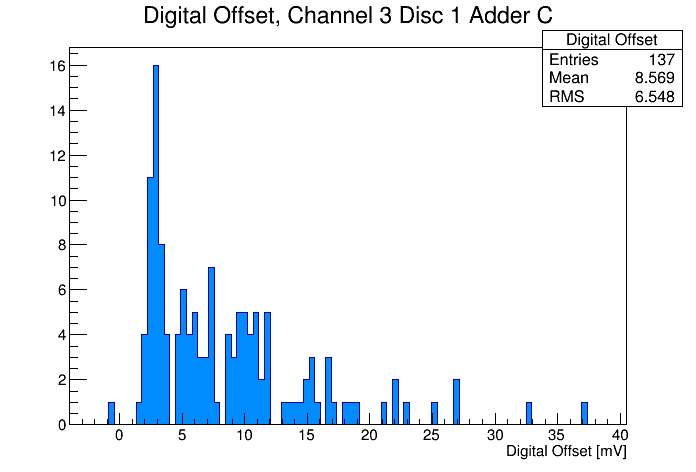 Digital Offset, Channel 3 Disc 1 Adder C
Digital Offset
Entries 137
Mean 8.569
RMS 6.548
16
14
12
10
8
6
4
2
0
0 5 10 15 20 25 30 35 40
Digital Offset [mV]